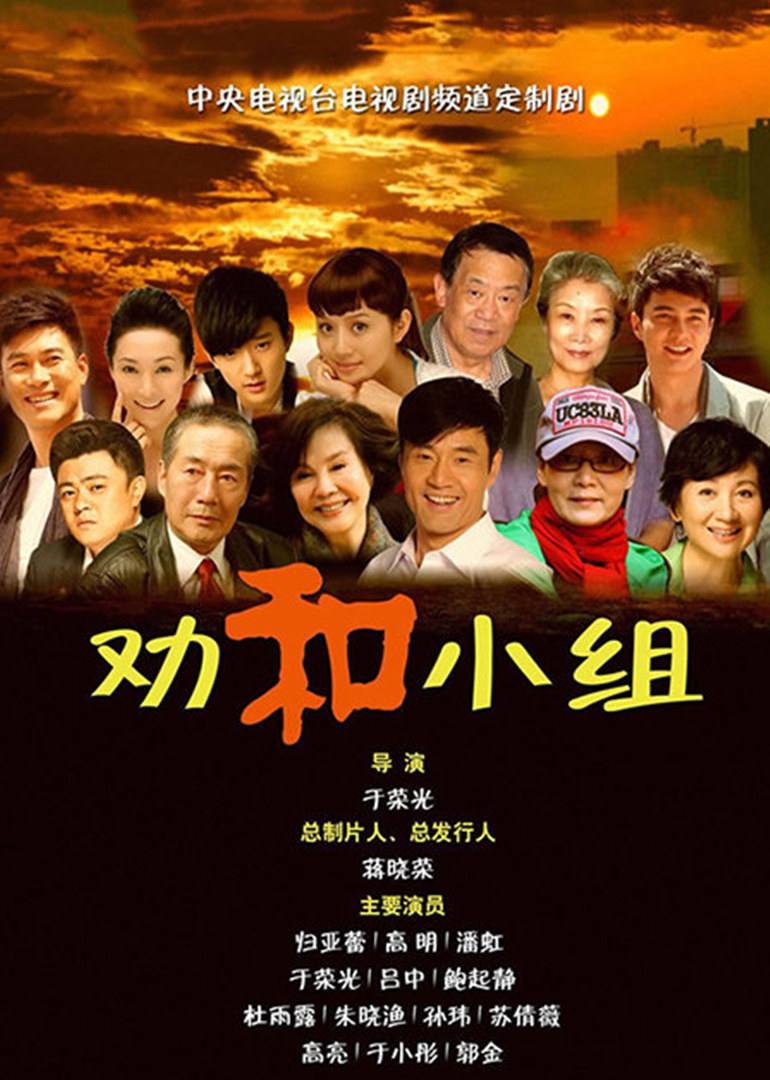 中央电视台电视剧频道定制剧
UC83LA
劝和小组
导 演
于荣光
总制片人、总发行人
蒋晓荣
主要演员
归亚蕾|高 明|潘虹
于荣光|吕中|鲍起静
杜雨露|朱晓渔|孙玮|苏倩薇
高亮|于小彤|郭金